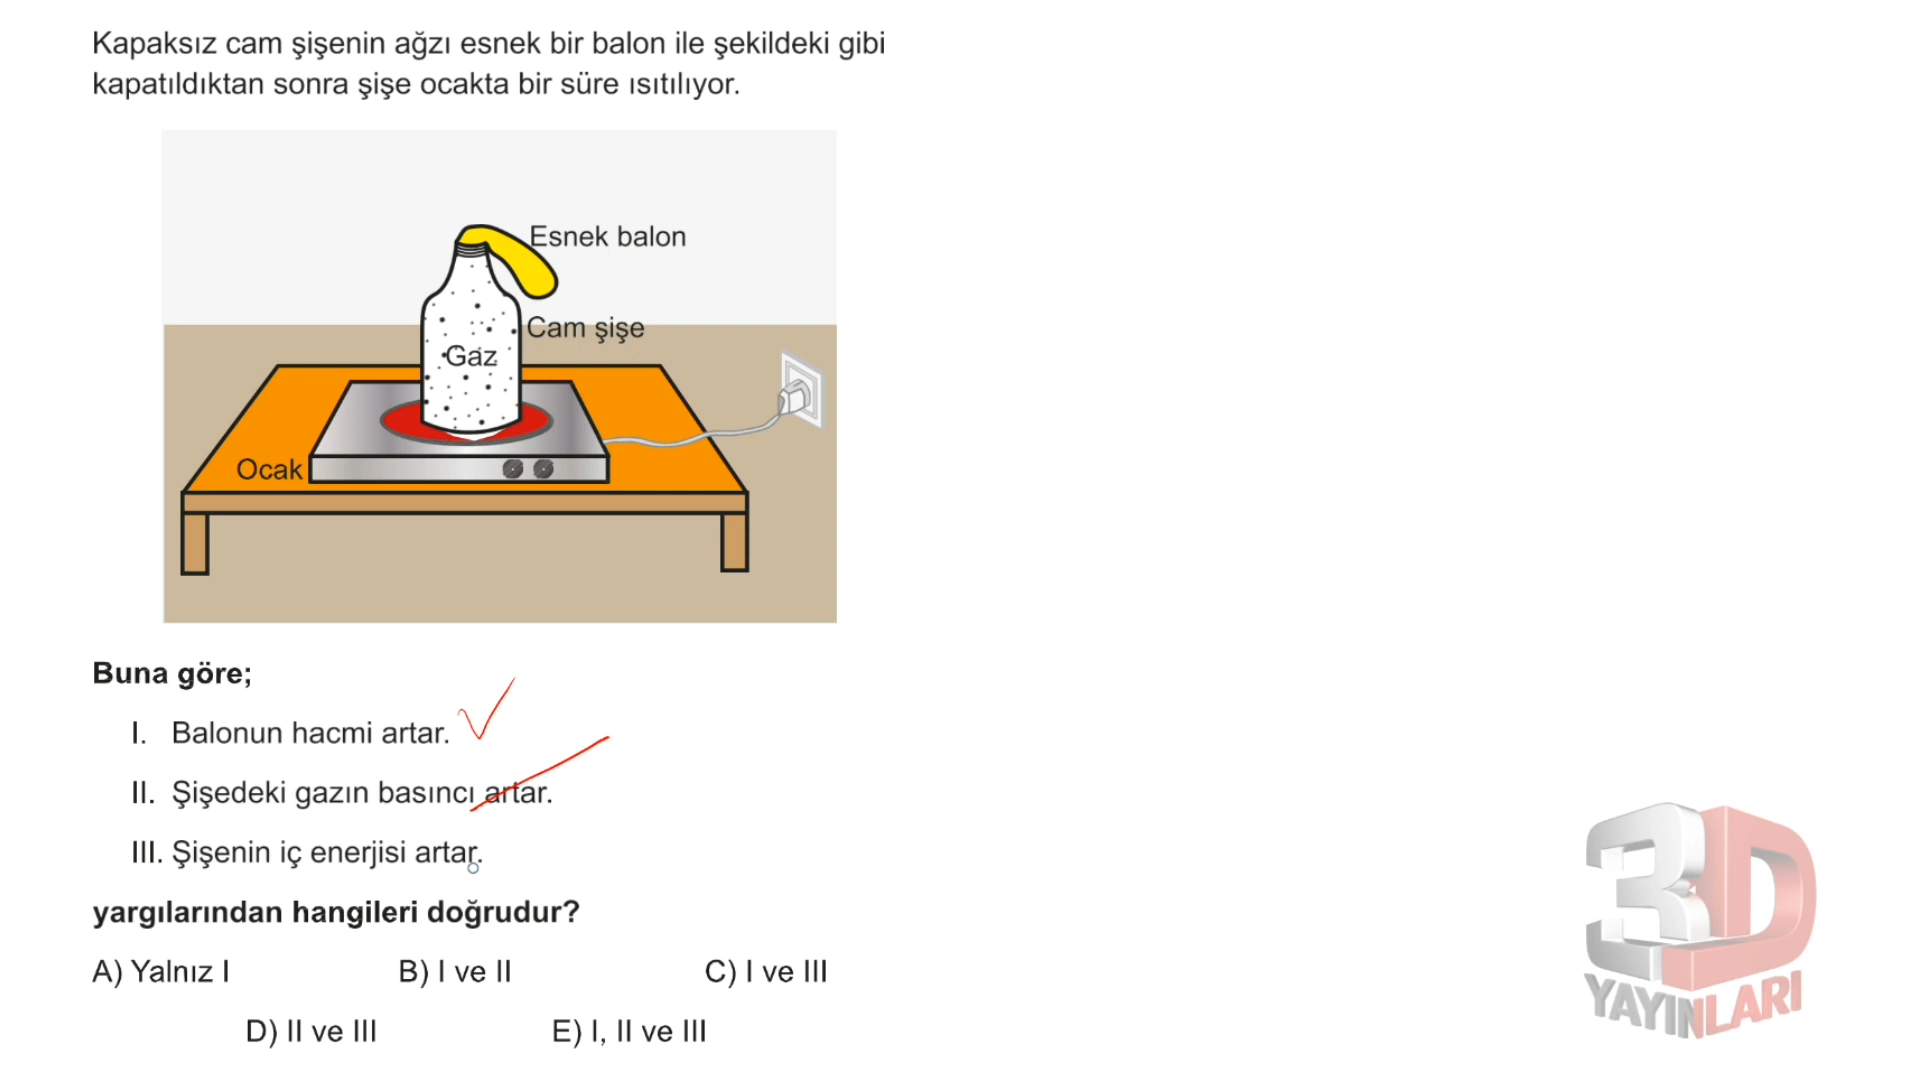 Kapaksız cam şişenin ağzı esnek bir balon ile şekildeki gibi
kapatıldıktan sonra şişe ocakta bir süre ısıtılıyor.
Esnek balon
Cam şişe
Gaz
Ocak
Buna göre;
I. Balonun hacmi artar.
II. Şişedeki gazın basıncı artar.
III. Şişenin iç enerjisi artar.
yargılarından hangileri doğrudur?
A) Yalnız I B) I ve II C) I ve III
D) II ve III E) I, II ve III
3D
YAYINLARI